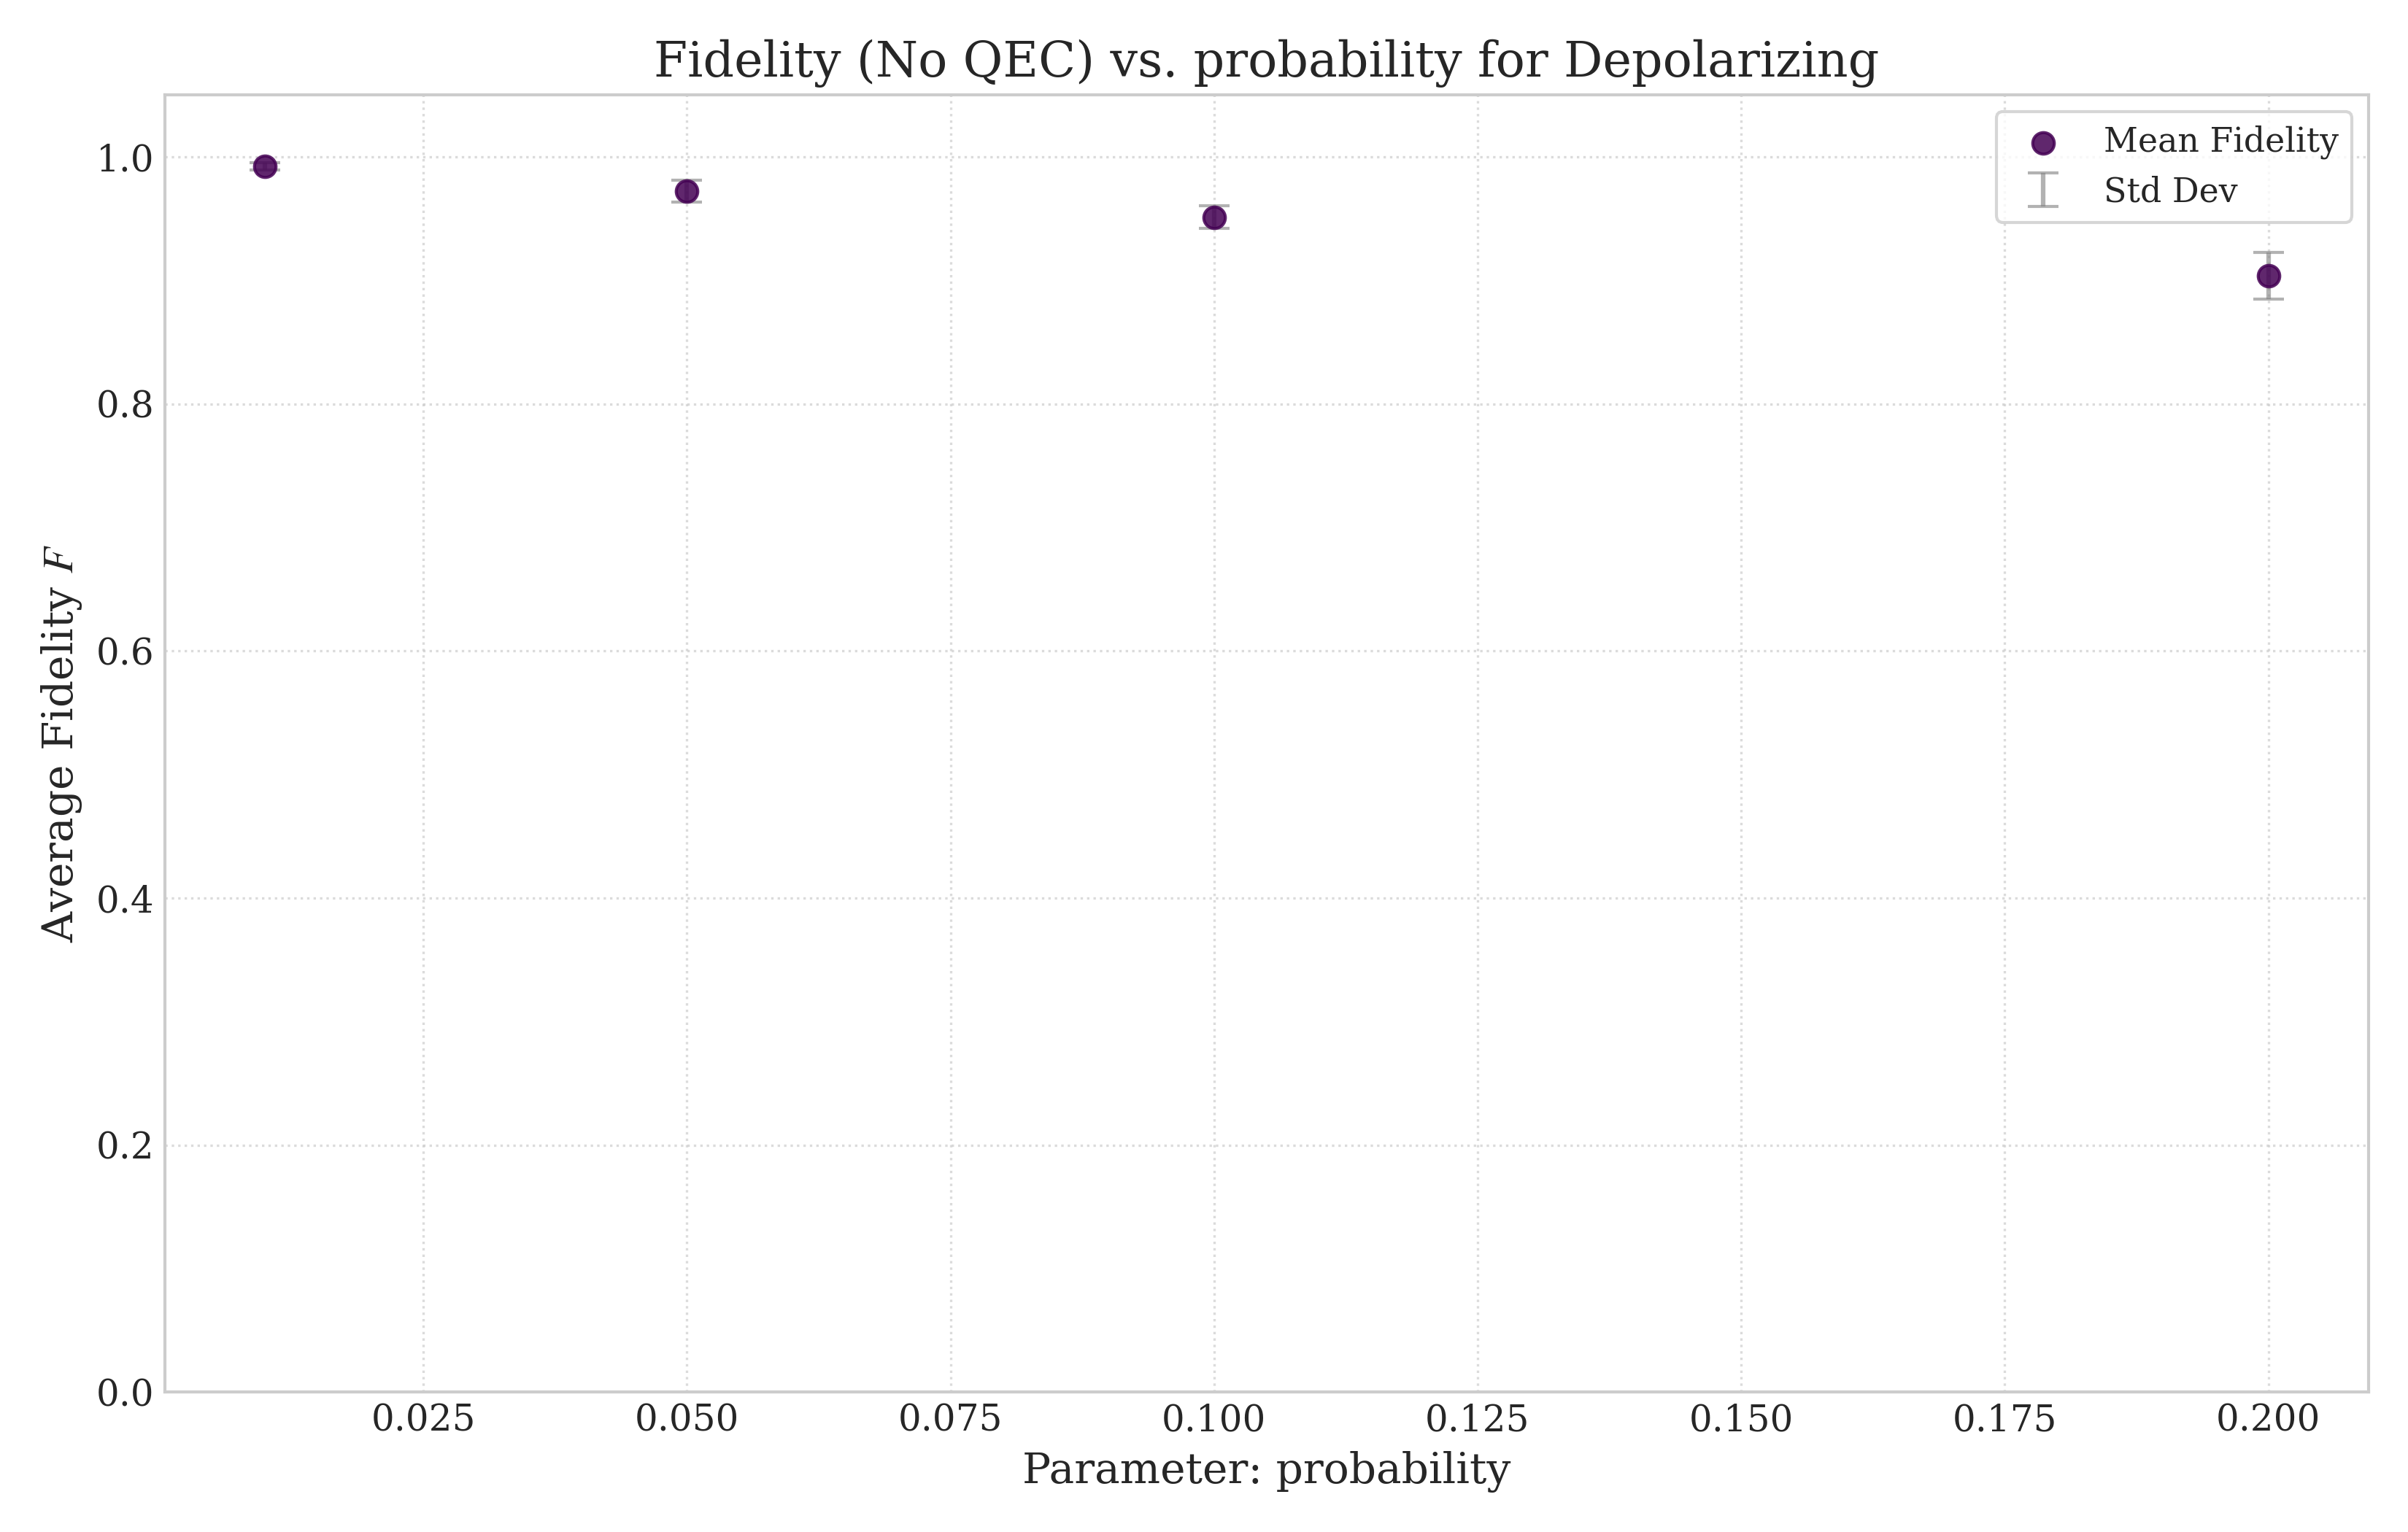 Fidelity (No QEC) vs. probability for Depolarizing
Mean Fidelity
Std Dev
Average Fidelity F
1.0
0.8
0.6
0.4
0.2
0.0
0.025 0.050 0.075 0.100 0.125 0.150 0.175 0.200
Parameter: probability